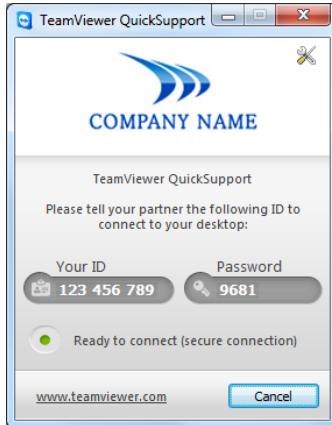 TeamViewer QuickSupport
COMPANY NAME
TeamViewer QuickSupport
Please tell your partner the following ID to
connect to your desktop:
Your ID
Password
123 456 789
9681
Ready to connect (secure connection)
www.teamviewer.com
Cancel